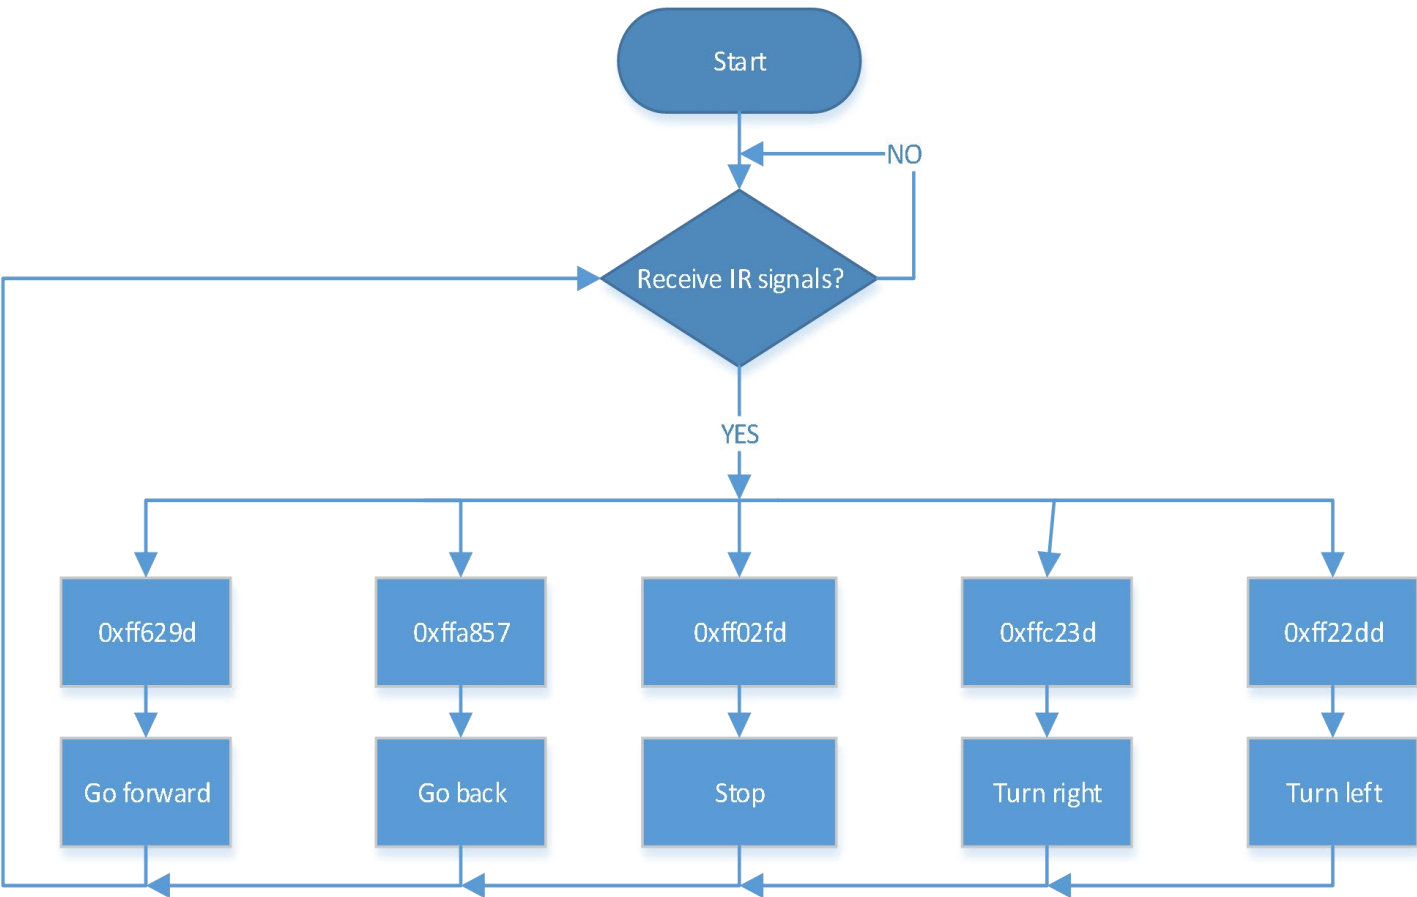 Start
NO
Receive IR signals?
YES
0xff629d
0xffa857
0xff02fd
0xffc23d
0xff22dd
Go forward
Go back
Stop
Turn right
Turn left